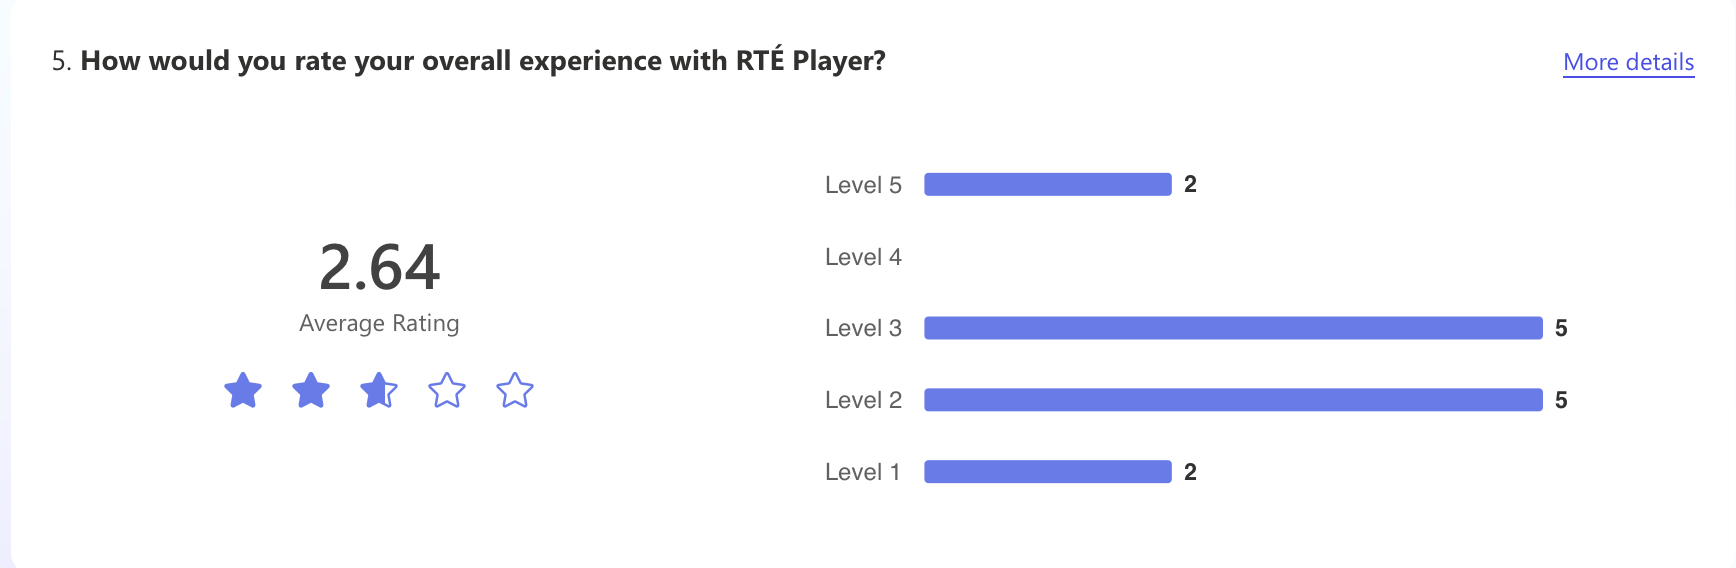 5. How would you rate your overall experience with RTÉ Player?
More details
2.64
Average Rating
Level 5 2
Level 4
Level 3 5
Level 2 5
Level 1 2